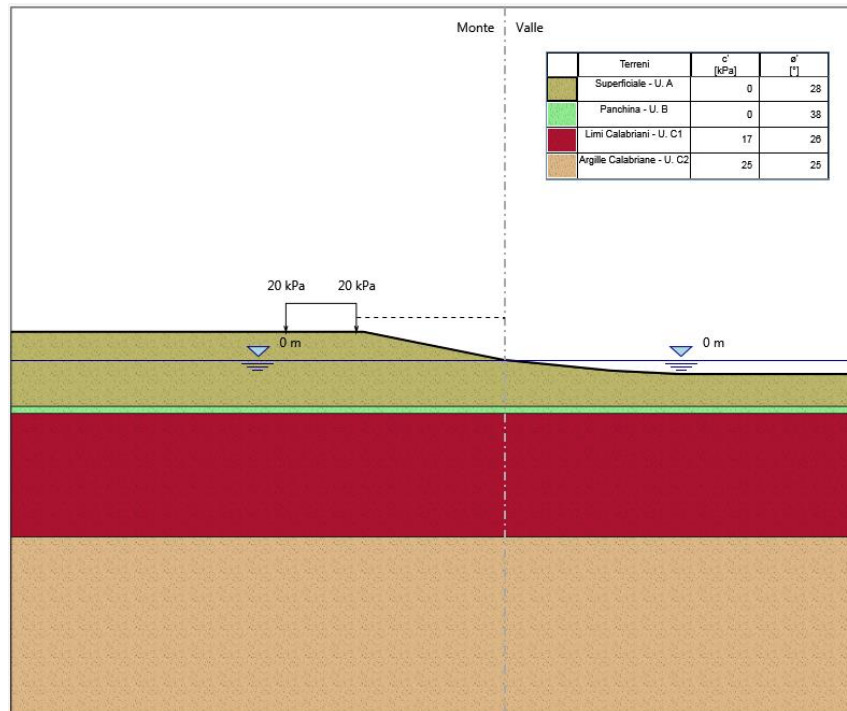 Monte Valle
Terreni c' ø'
[kPa] [°]
Superficiale - U. A 0 28
Panchina - U. B 0 38
Limi Calabriani - U. C1 17 26
Argille Calabriane - U. C2 25 25
20 kPa 20 kPa
0 m 0 m